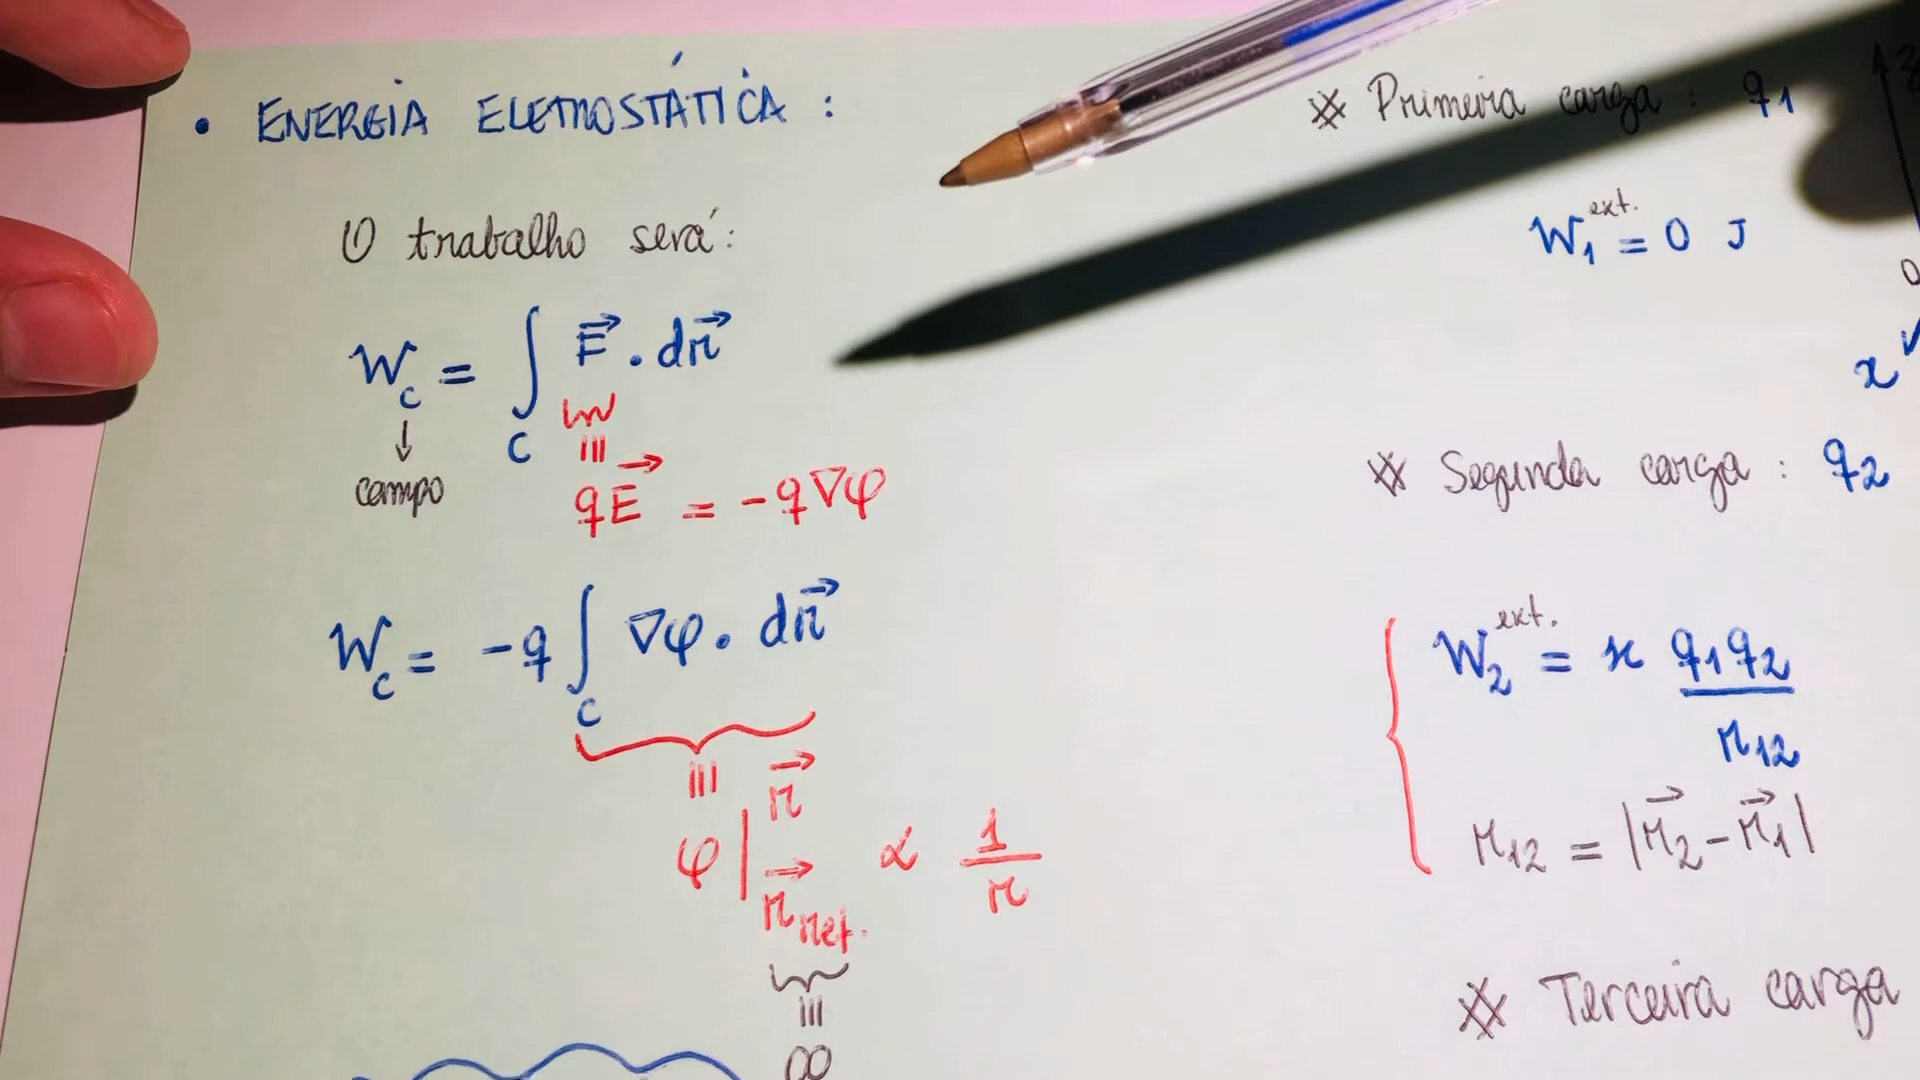 • ENERGIA ELETROSTÁTICA :
O trabalho será:
W_c = ∫_C F⃗ . dr⃗
≡
↓
campo
qE⃗ = -q∇φ
W_c = -q ∫_C ∇φ . dr⃗
≡
φ |_{r⃗_{ref.}}^{r⃗} ∝ 1/r
≡
∞
※ Primeira carga : q₁
W₁^{ext.} = 0 J
x
※ Segunda carga : q₂
W₂^{ext.} = κ q₁q₂/r₁₂
r₁₂ = |r⃗₂-r⃗₁|
※ Terceira carga